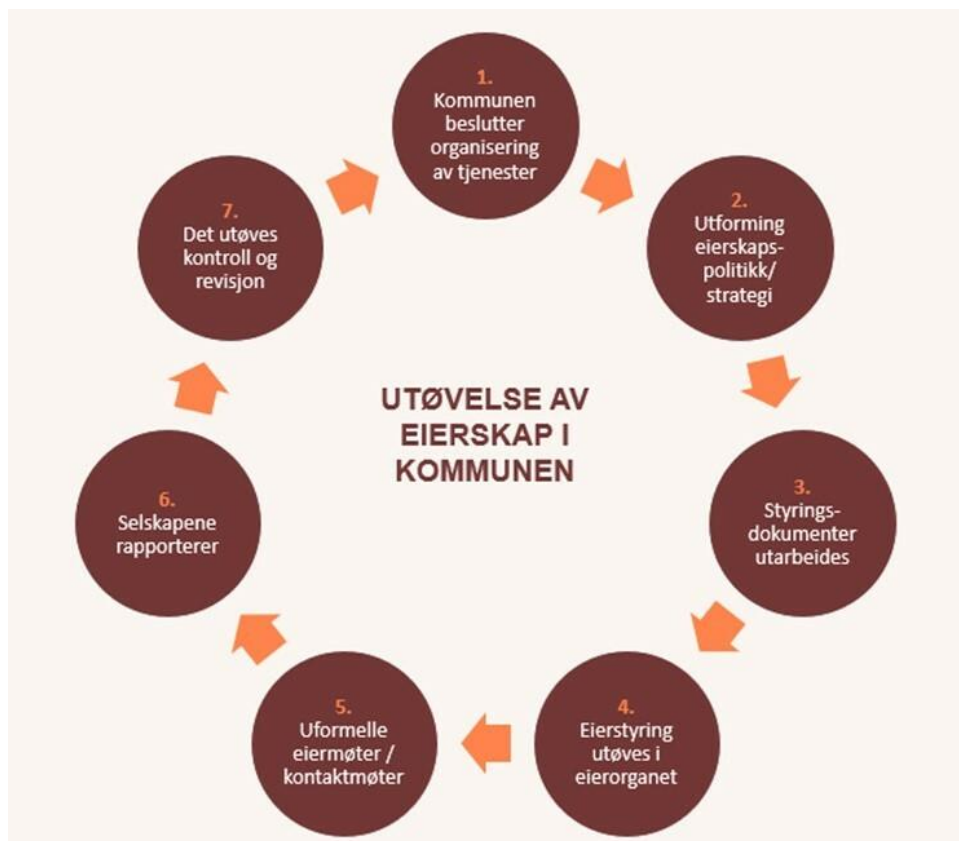 1.
Kommunen
beslutter
organisering
av tjenester
2.
Utforming
eierskaps-
politikk/
strategi
3.
Styrings-
dokumenter
utarbeides
4.
Eierstyring
utøves i
eierorganet
5.
Uformelle
eiermøter /
kontaktmøter
6.
Selskapene
rapporterer
7.
Det utøves
kontroll og
revisjon
UTØVELSE AV
EIERSKAP I
KOMMUNEN